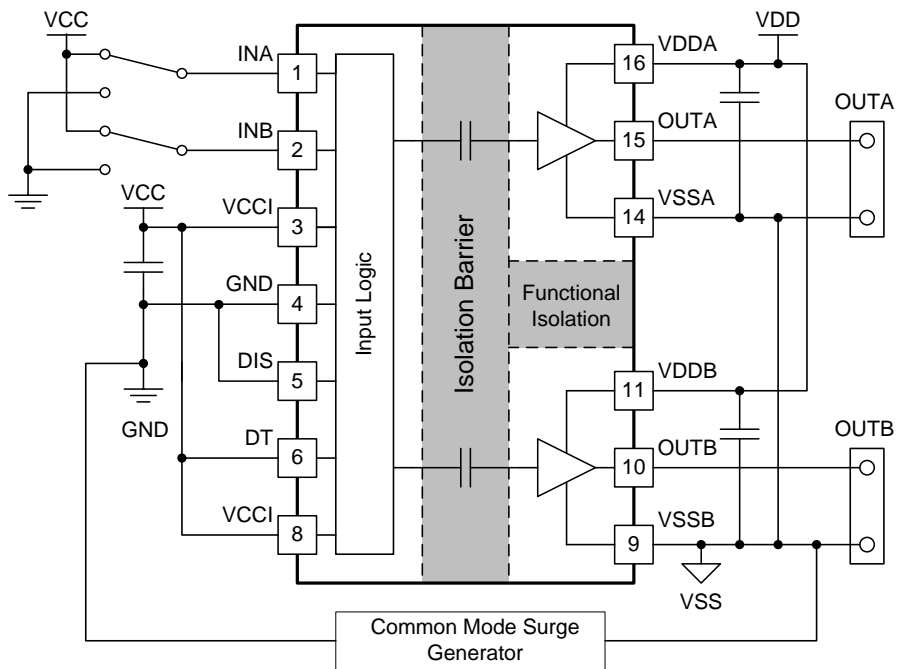 VCC
INA
1
INB
2
VCC
VCCI
3
GND
4
DIS
5
GND
DT
6
VCCI
8
Input Logic
Isolation Barrier
Functional
Isolation
VDDA
16
VDD
OUTA
15
OUTA
VSSA
14
VDDB
11
OUTB
10
OUTB
VSSB
9
VSS
Common Mode Surge
Generator